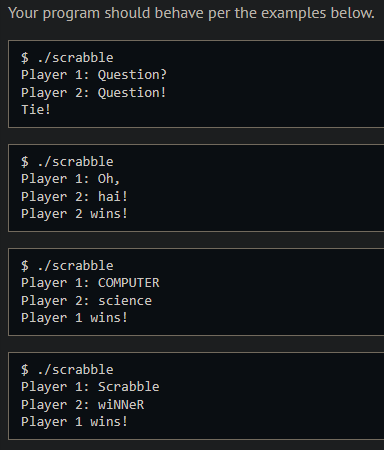 Your program should behave per the examples below.
$ ./scrabble
Player 1: Question?
Player 2: Question!
Tie!
$ ./scrabble
Player 1: Oh,
Player 2: hai!
Player 2 wins!
$ ./scrabble
Player 1: COMPUTER
Player 2: science
Player 1 wins!
$ ./scrabble
Player 1: Scrabble
Player 2: wiNNeR
Player 1 wins!